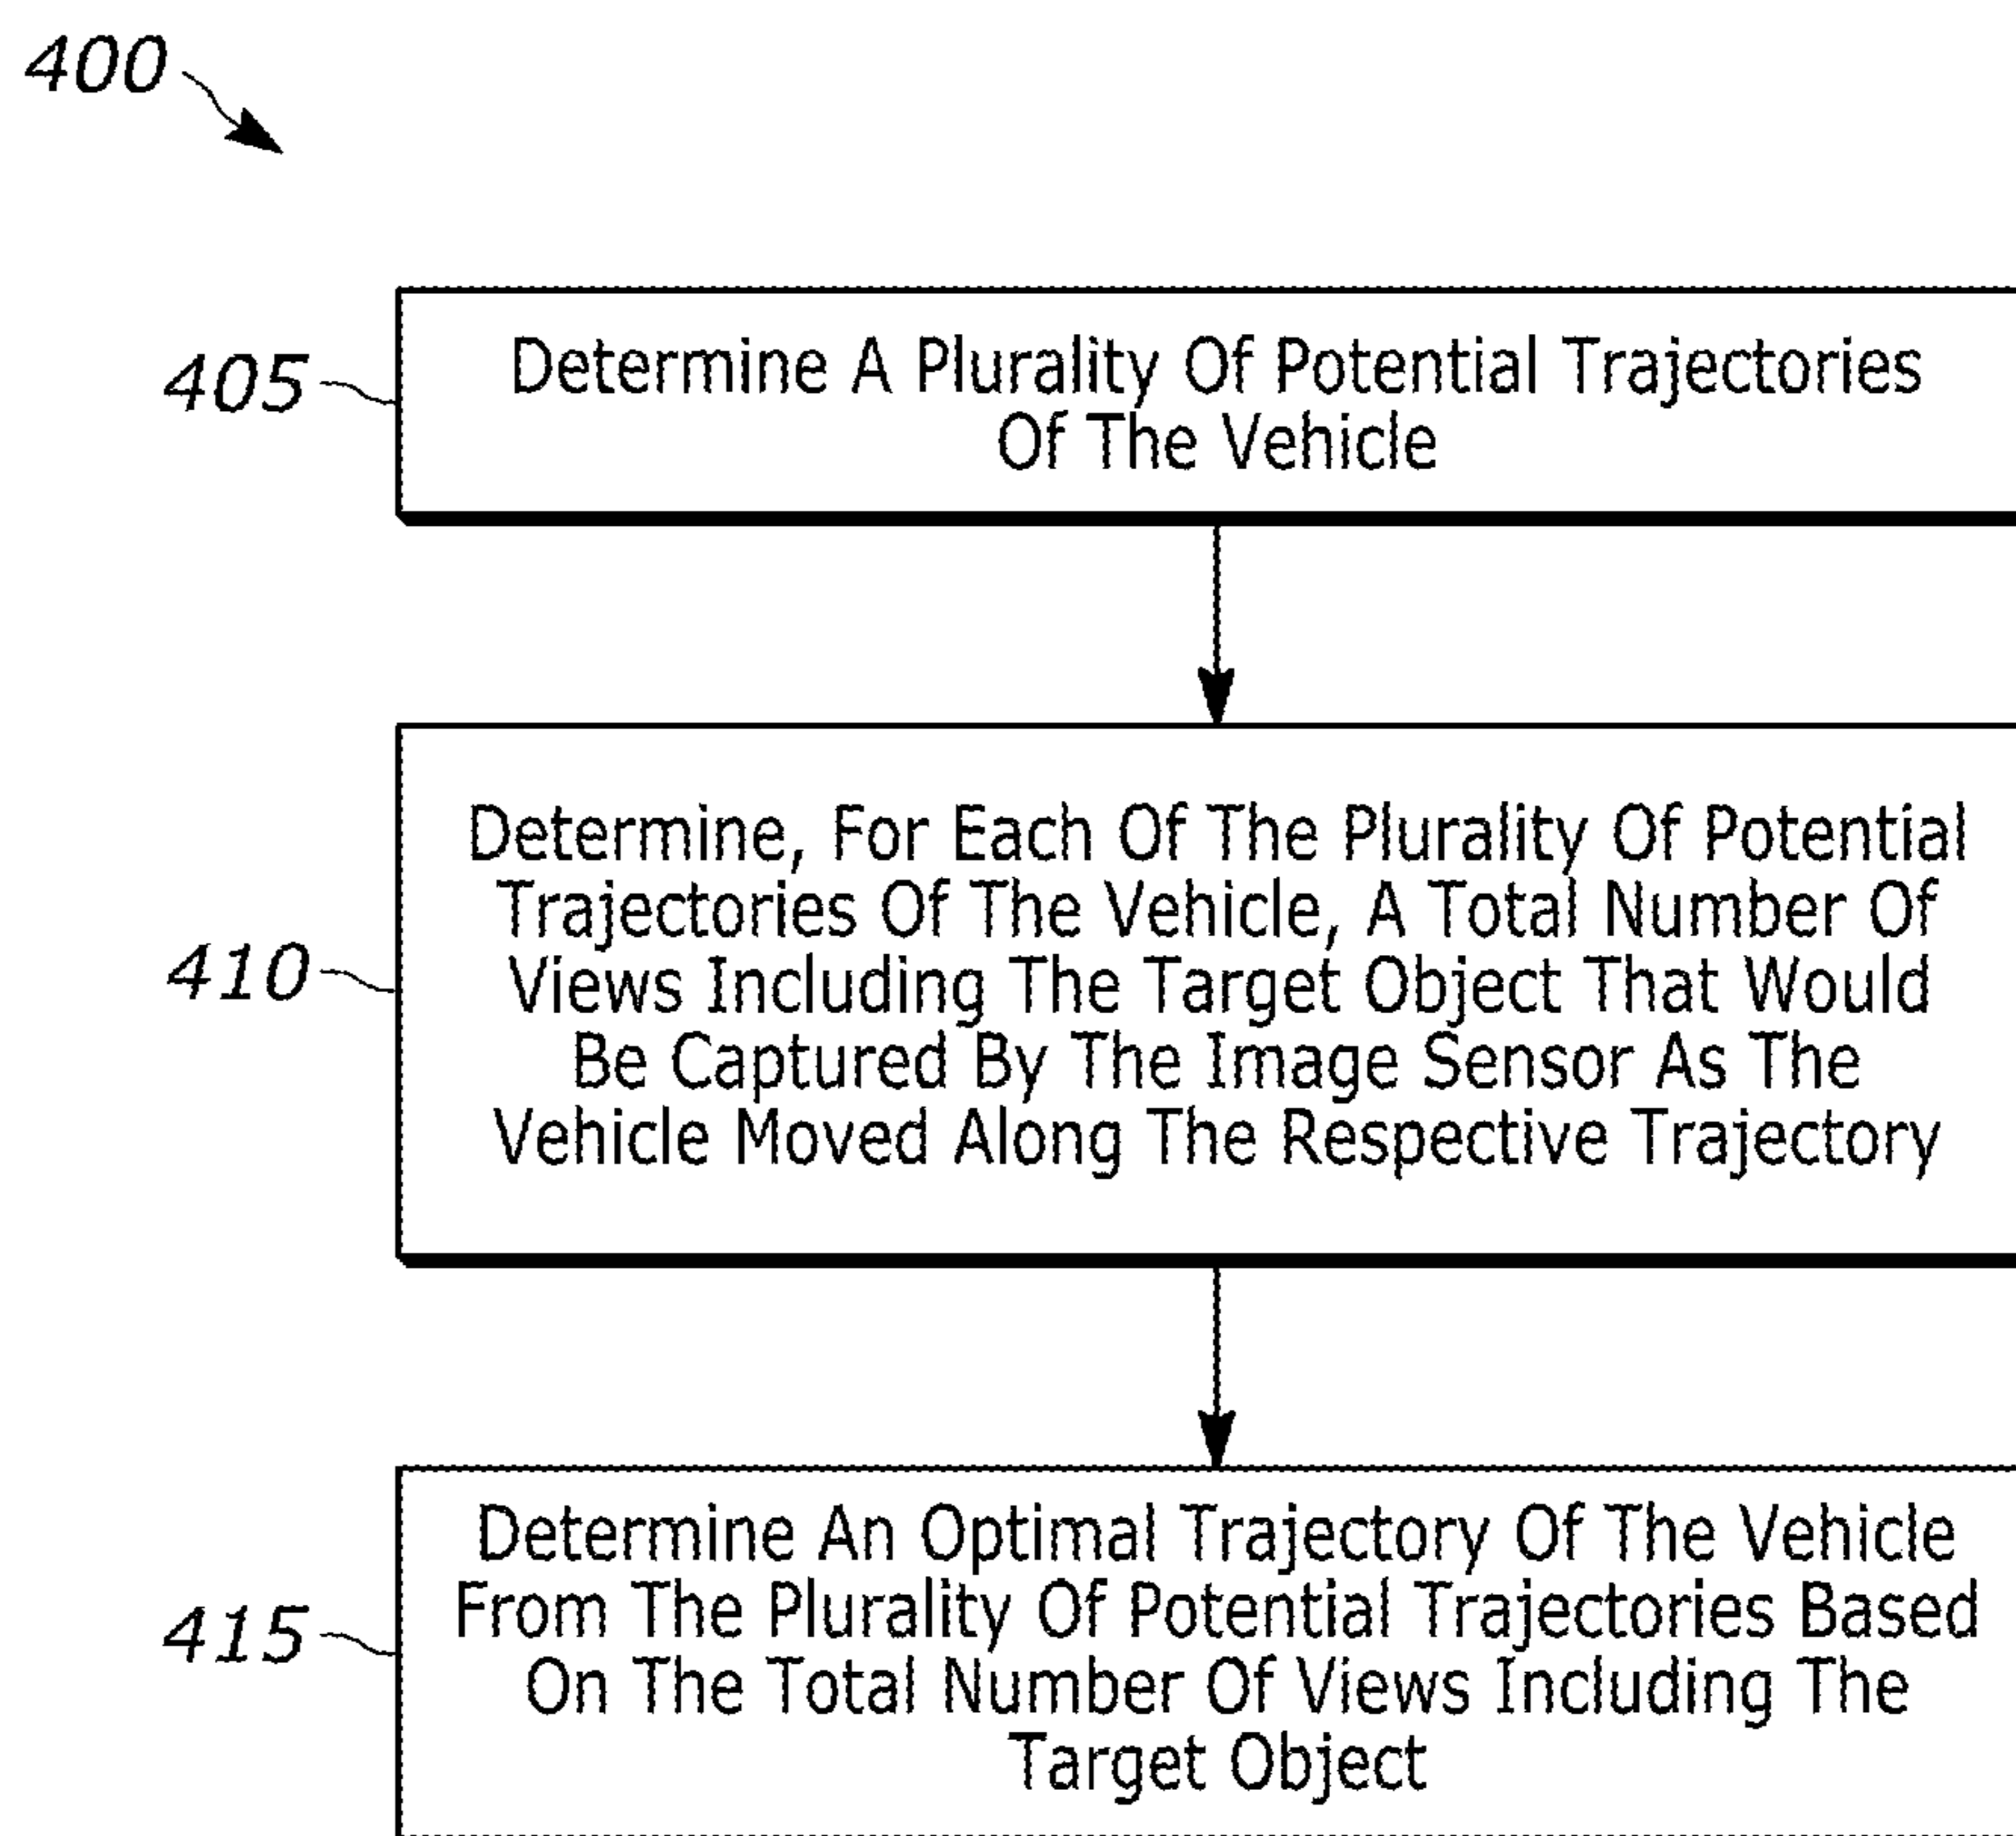 400
405
Determine A Plurality Of Potential Trajectories
Of The Vehicle
410
Determine, For Each Of The Plurality Of Potential
Trajectories Of The Vehicle, A Total Number Of
Views Including The Target Object That Would
Be Captured By The Image Sensor As The
Vehicle Moved Along The Respective Trajectory
415
Determine An Optimal Trajectory Of The Vehicle
From The Plurality Of Potential Trajectories Based
On The Total Number Of Views Including The
Target Object